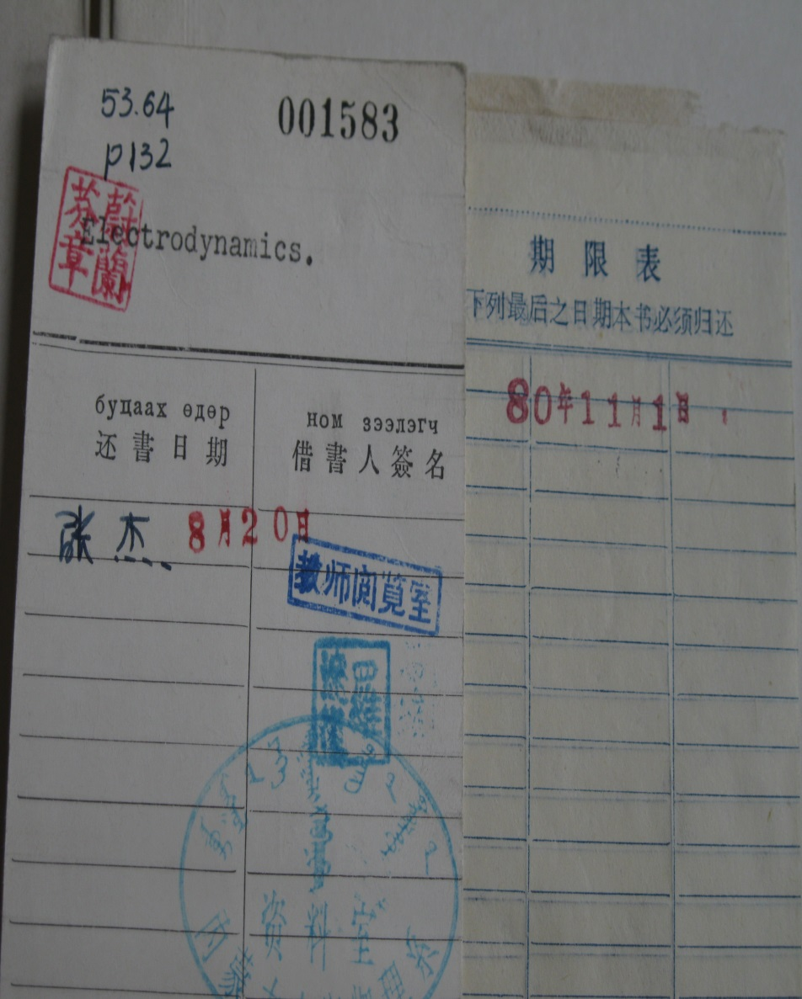 53.64
p132
001583
蔚蘭
芬章
Electrodynamics.
буцаах өдөр
还書日期
ном зээлэгч
借書人簽名
张杰
8月20日
教师阅覧室
资料室
期限表
下列最后之日期本书必须归还
80年11月1日